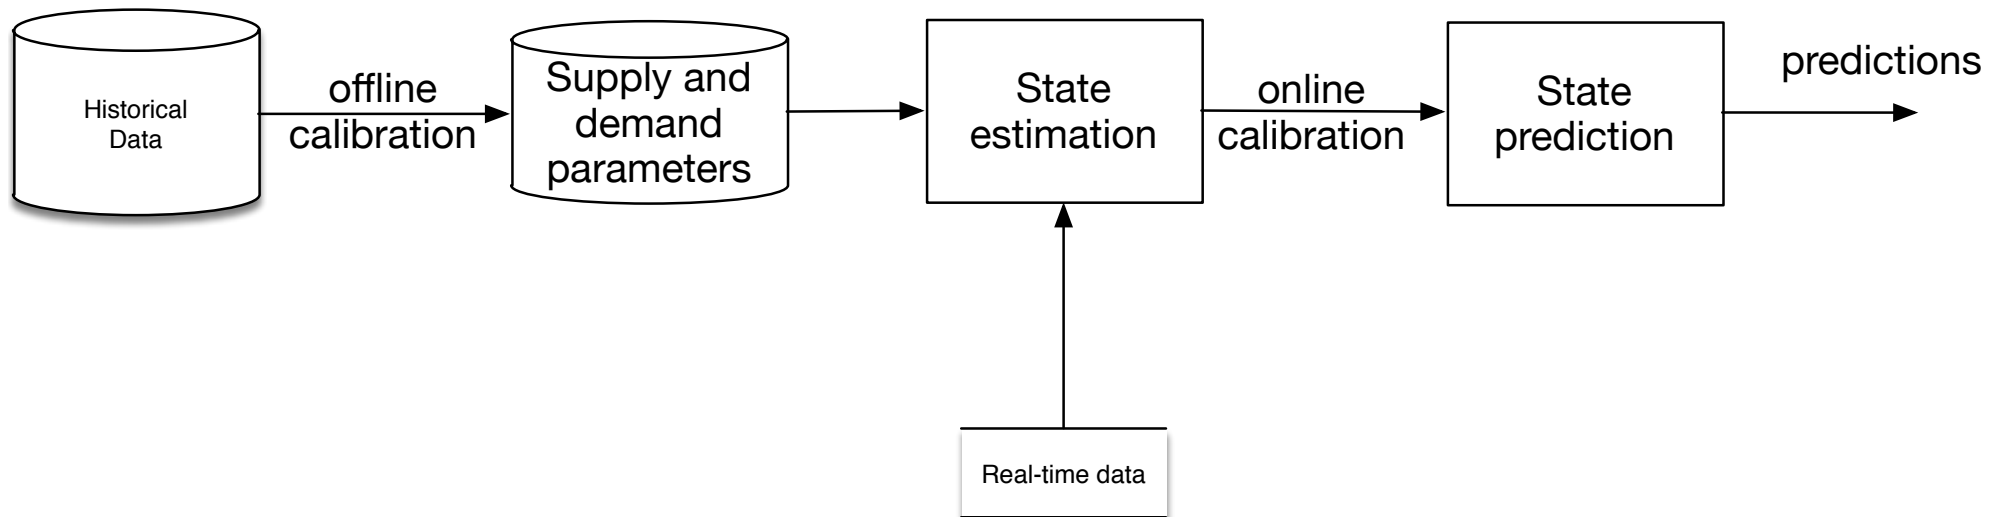 Historical
Data
offline
calibration
Supply and
demand
parameters
State
estimation
online
calibration
State
prediction
predictions
Real-time data